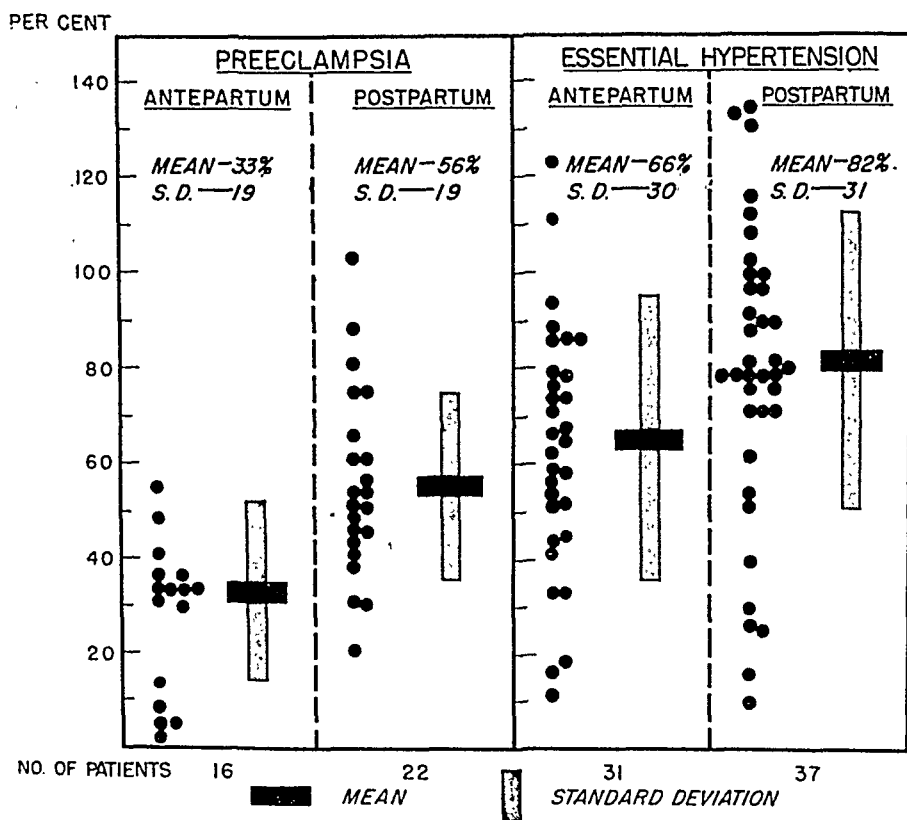 PER CENT
PREECLAMPSIA
ESSENTIAL HYPERTENSION
ANTEPARTUM
POSTPARTUM
ANTEPARTUM
POSTPARTUM
MEAN-33%
S. D.-19
MEAN-56%
S. D.-19
MEAN-66%
S. D.-30
MEAN-82%.
S. D.-31
140
120
100
80
60
40
20
NO. OF PATIENTS 16 22 31 37
MEAN
STANDARD DEVIATION